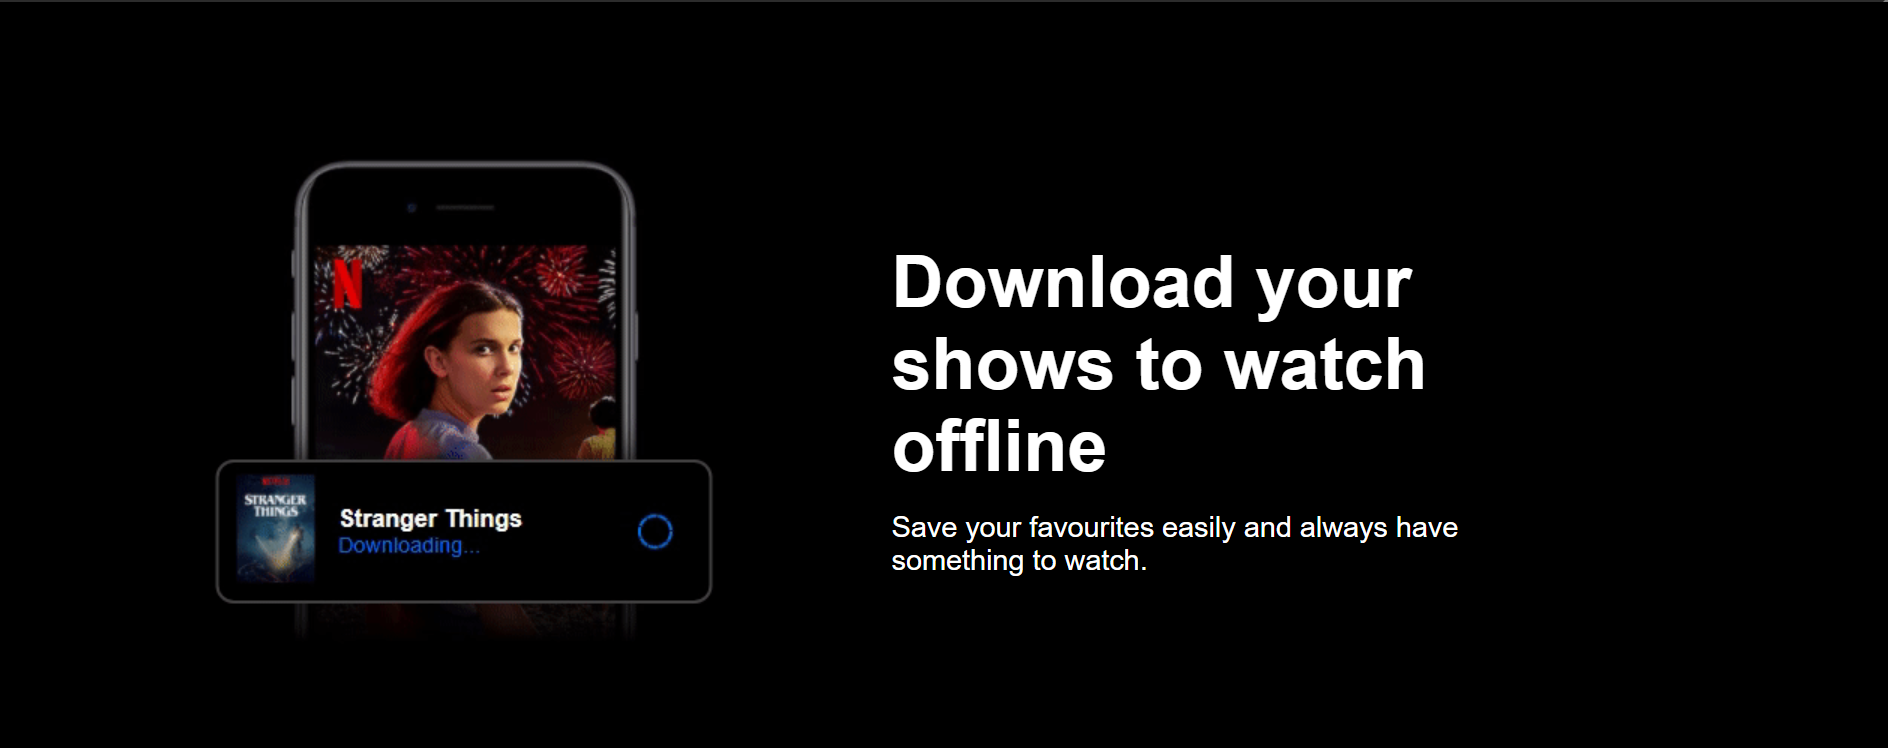 N
NETFLIX
STRANGER
THINGS
Stranger Things
Downloading...
Download your
shows to watch
offline
Save your favourites easily and always have
something to watch.